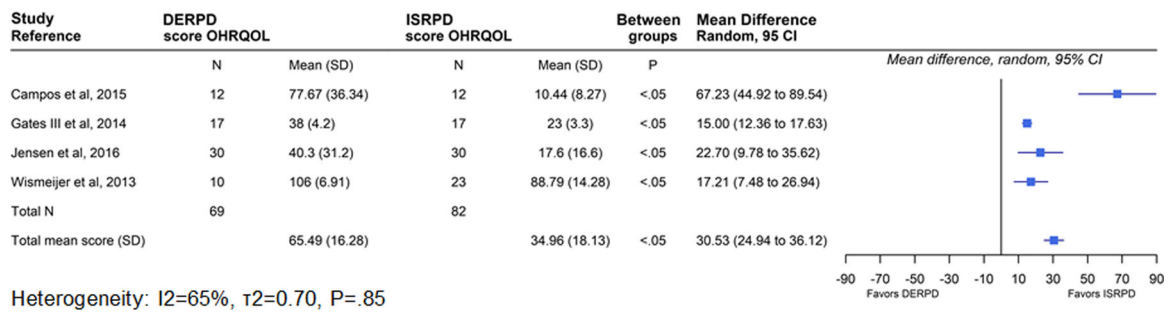 Study Reference DERPD score OHRQOL ISRPD score OHRQOL Between groups Mean Difference Random, 95 CI
N Mean (SD) N Mean (SD) P Mean difference, random, 95% CI
Campos et al, 2015 12 77.67 (36.34) 12 10.44 (8.27) <.05 67.23 (44.92 to 89.54)
Gates III et al, 2014 17 38 (4.2) 17 23 (3.3) <.05 15.00 (12.36 to 17.63)
Jensen et al, 2016 30 40.3 (31.2) 30 17.6 (16.6) <.05 22.70 (9.78 to 35.62)
Wismeijer et al, 2013 10 106 (6.91) 23 88.79 (14.28) <.05 17.21 (7.48 to 26.94)
Total N 69 82
Total mean score (SD) 65.49 (16.28) 34.96 (18.13) <.05 30.53 (24.94 to 36.12)
-90 -70 -50 -30 -10 10 30 50 70 90
Favors DERPD Favors ISRPD
Heterogeneity: I2=65%, τ2=0.70, P=.85